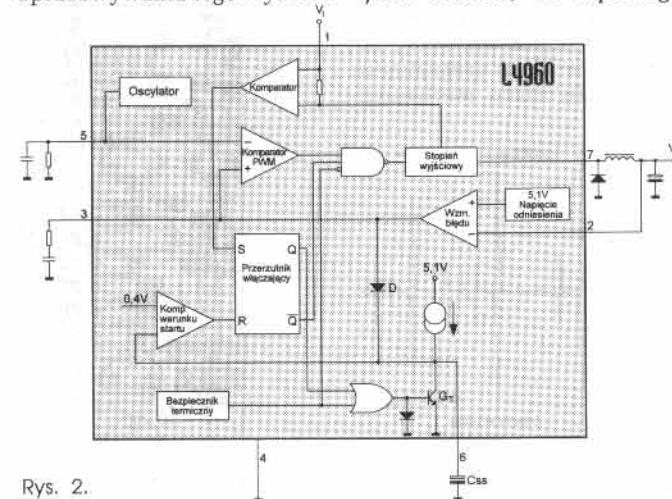 V₁
1
L4960
Oscylator
Komparator
5
Komparator
PWM
−
+
Stopień
wyjściowy
7
V
3
Wzm.
błędu
+
−
5,1V
Napięcie
odniesienia
2
S
Q
Przerzutnik
włączający
R
Q̅
D
5,1V
0,4V
Komp
warunku
startu
Bezpiecznik
termiczny
4
6
Css
Rys. 2.